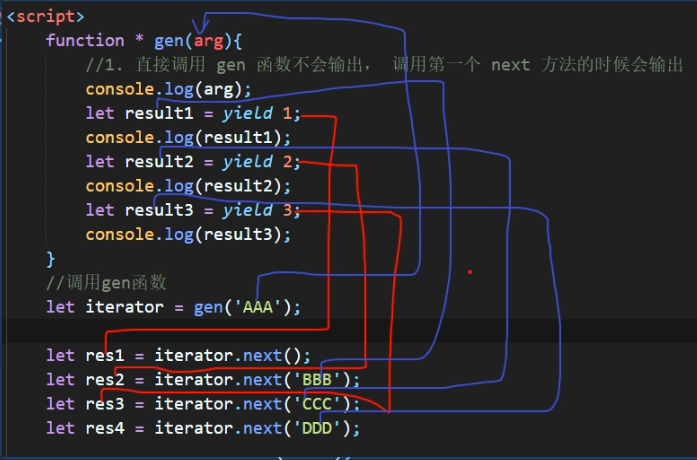 <script>
function * gen(arg){
//1. 直接调用 gen 函数不会输出， 调用第一个 next 方法的时候会输出
console.log(arg);
let result1 = yield 1;
console.log(result1);
let result2 = yield 2;
console.log(result2);
let result3 = yield 3;
console.log(result3);
}
//调用gen函数
let iterator = gen('AAA');
let res1 = iterator.next();
let res2 = iterator.next('BBB');
let res3 = iterator.next('CCC');
let res4 = iterator.next('DDD');